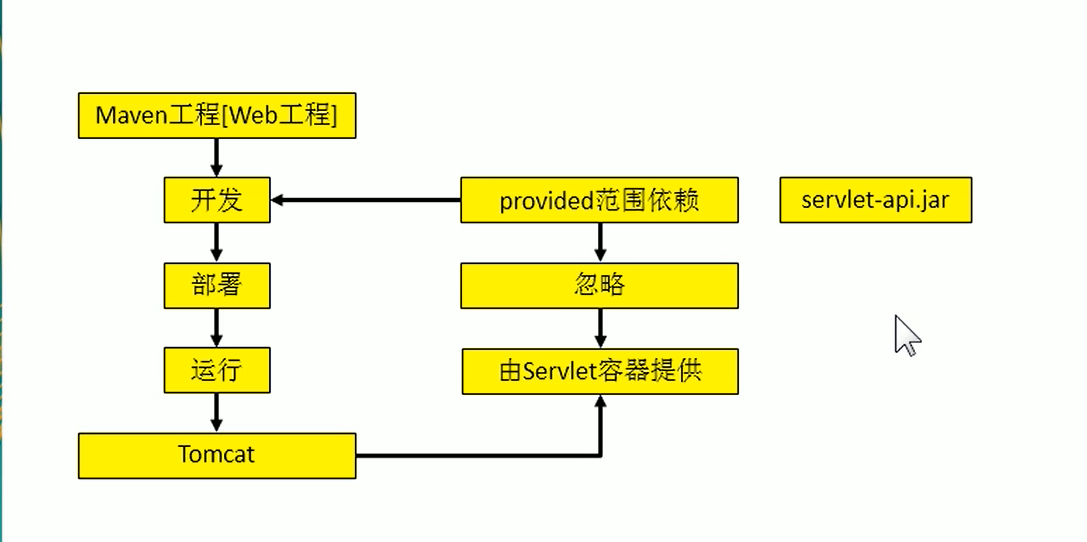 Maven工程[Web工程]
开发
provided范围依赖
servlet-api.jar
部署
忽略
运行
由Servlet容器提供
Tomcat